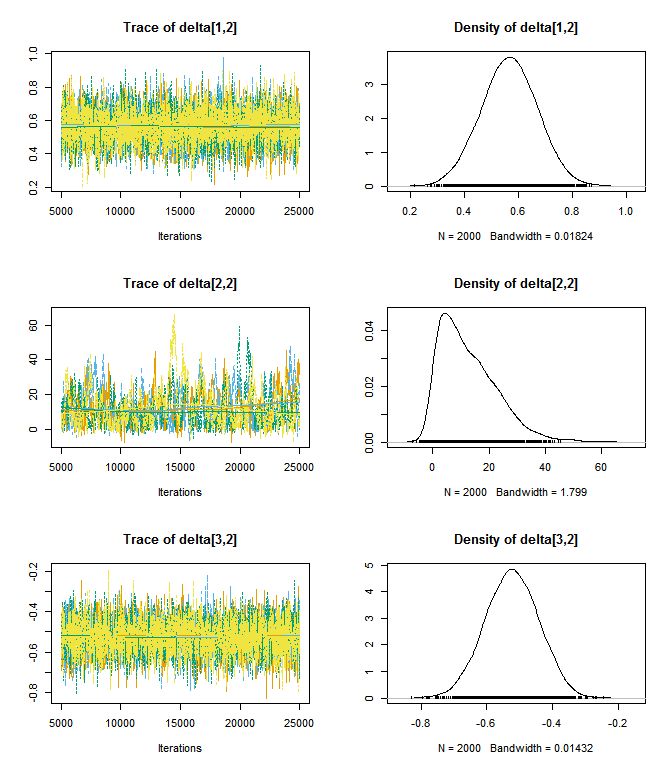 Trace of delta[1,2]
1.0
0.8
0.6
0.4
0.2
5000 10000 15000 20000 25000
Iterations
Density of delta[1,2]
3
2
1
0
0.2 0.4 0.6 0.8 1.0
N = 2000 Bandwidth = 0.01824
Trace of delta[2,2]
60
40
20
0
5000 10000 15000 20000 25000
Iterations
Density of delta[2,2]
0.04
0.02
0.00
0 20 40 60
N = 2000 Bandwidth = 1.799
Trace of delta[3,2]
-0.2
-0.4
-0.6
-0.8
5000 10000 15000 20000 25000
Iterations
Density of delta[3,2]
5
4
3
2
1
0
-0.8 -0.6 -0.4 -0.2
N = 2000 Bandwidth = 0.01432